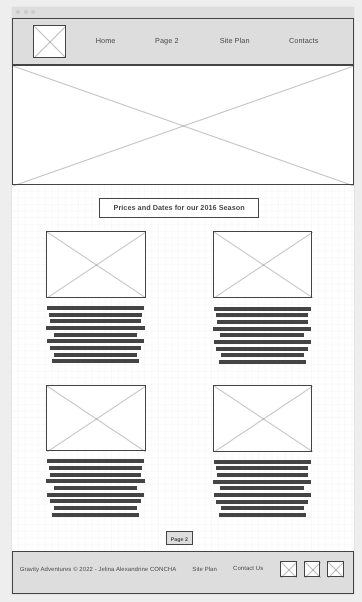 Home Page 2 Site Plan Contacts
Prices and Dates for our 2016 Season
Page 2
Gravity Adventures © 2022 - Jelina Alexandrine CONCHA Site Plan Contact Us